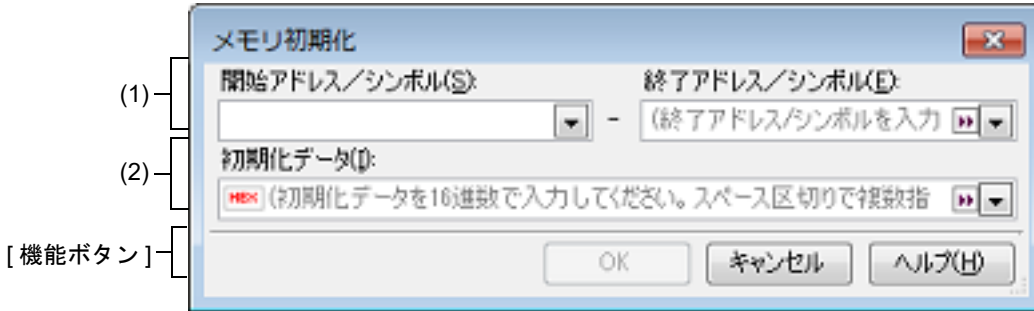 メモリ初期化
(1)
開始アドレス／シンボル(S):
終了アドレス／シンボル(E):
-
(終了アドレス/シンボルを入力
(2)
初期化データ(I):
HEX (初期化データを16進数で入力してください。スペース区切りで複数指
[ 機能ボタン ]
OK
キャンセル
ヘルプ(H)